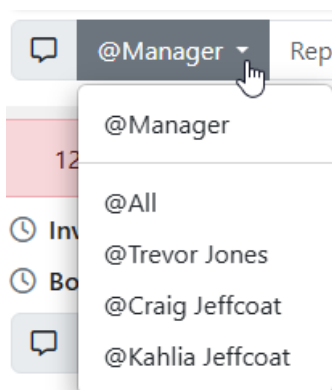 @Manager Rep
@Manager
12
@All
Inv
@Trevor Jones
Bo
@Craig Jeffcoat
@Kahlia Jeffcoat